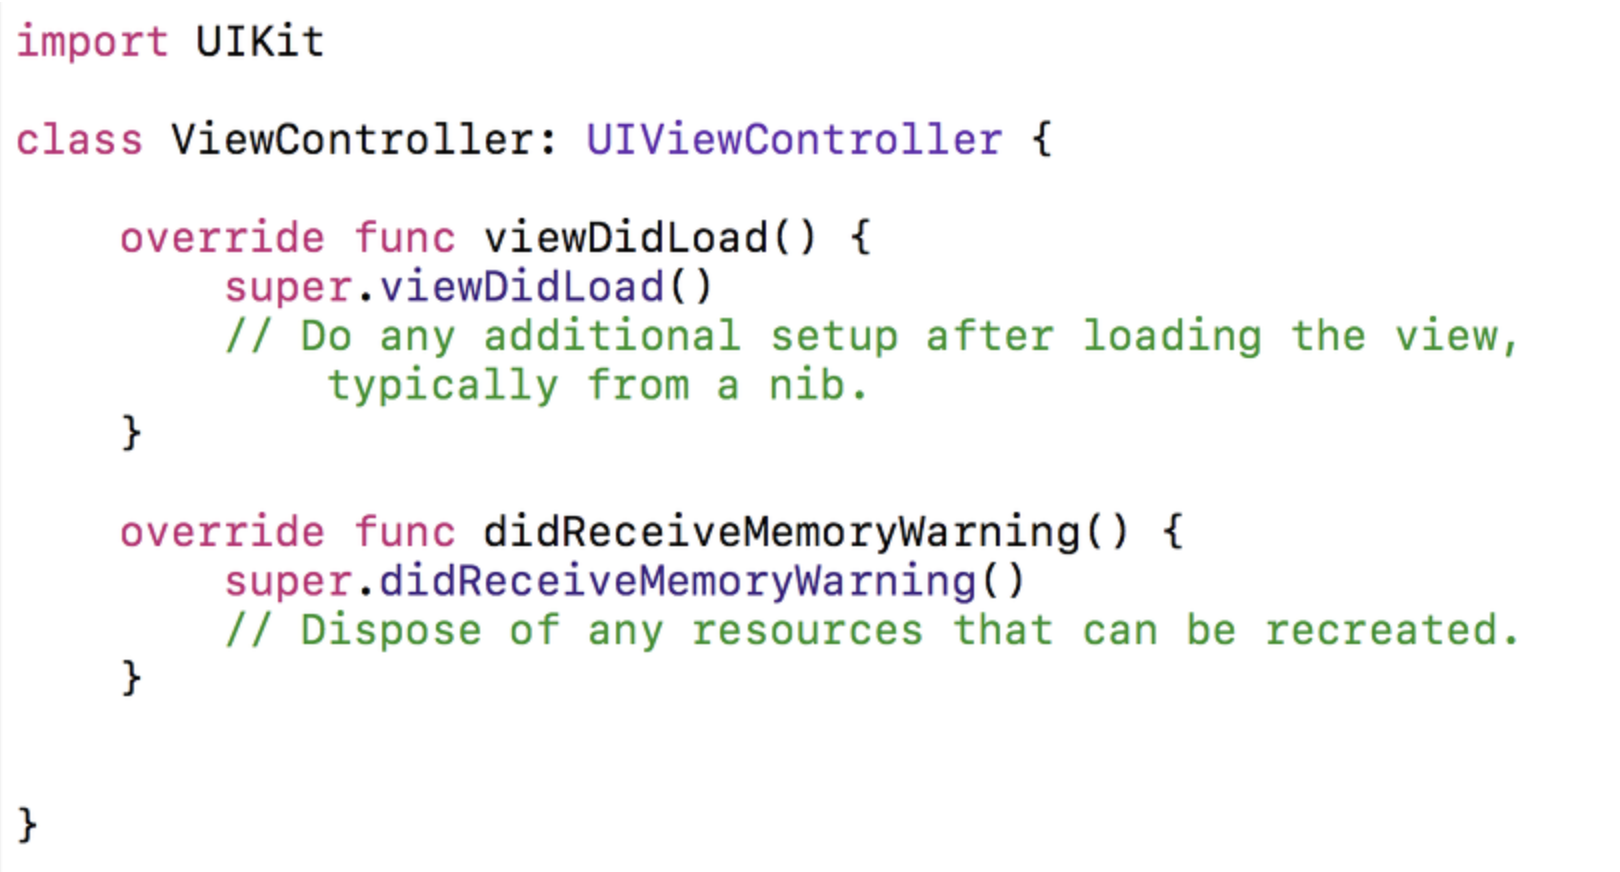 import UIKit
class ViewController: UIViewController {
override func viewDidLoad() {
super.viewDidLoad()
// Do any additional setup after loading the view,
typically from a nib.
}
override func didReceiveMemoryWarning() {
super.didReceiveMemoryWarning()
// Dispose of any resources that can be recreated.
}
}